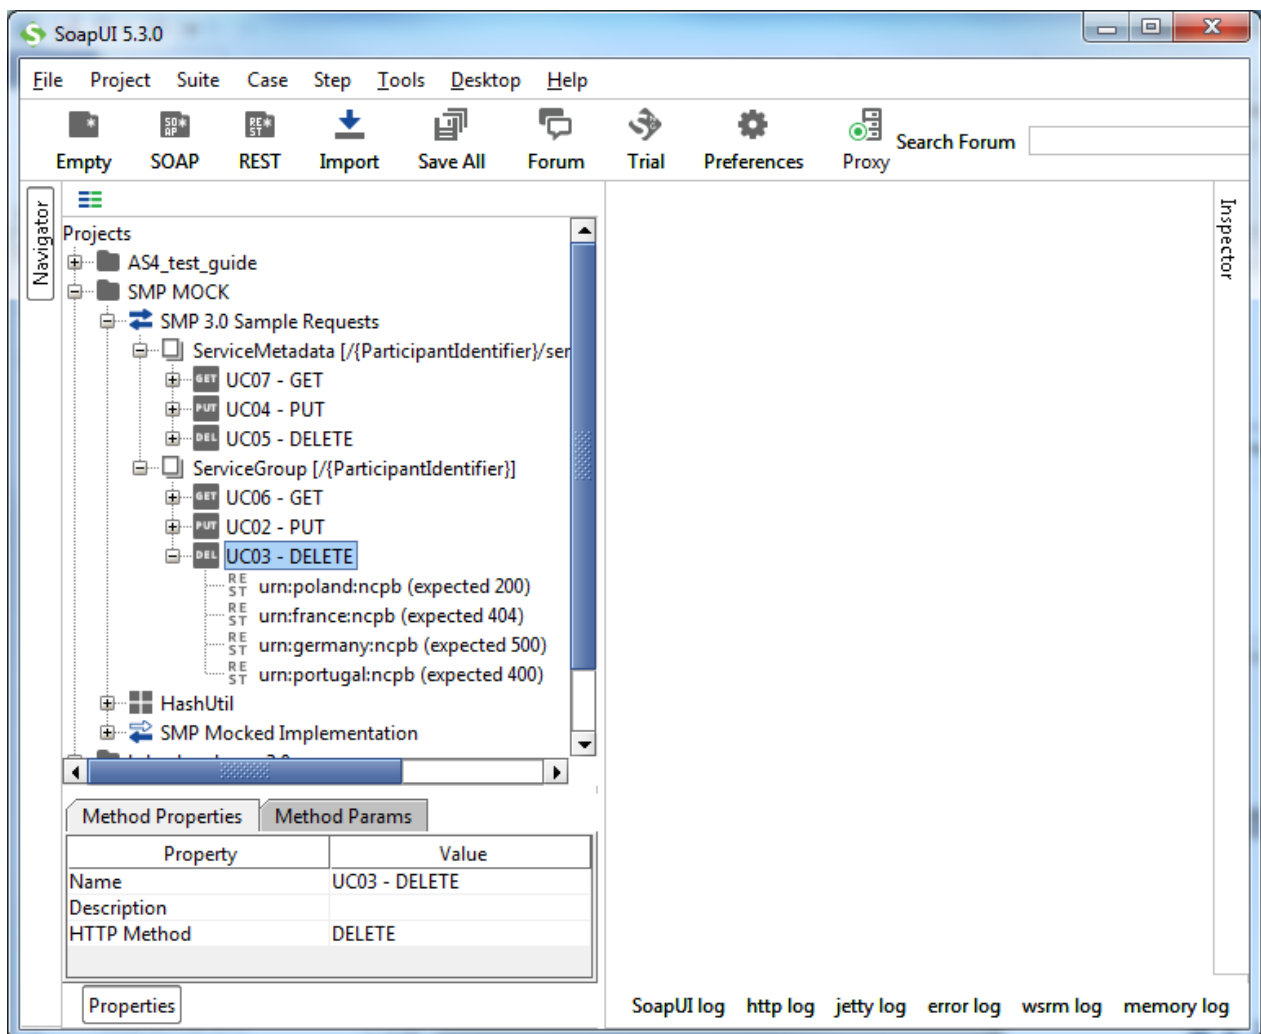 SoapUI 5.3.0
File Project Suite Case Step Tools Desktop Help
Empty SOAP REST Import Save All Forum Trial Preferences Proxy Search Forum
Navigator
Inspector
Projects
AS4_test_guide
SMP MOCK
SMP 3.0 Sample Requests
ServiceMetadata [/{ParticipantIdentifier}/ser
GET UC07 - GET
PUT UC04 - PUT
DEL UC05 - DELETE
ServiceGroup [/{ParticipantIdentifier}]
GET UC06 - GET
PUT UC02 - PUT
DEL UC03 - DELETE
REST urn:poland:ncpb (expected 200)
REST urn:france:ncpb (expected 404)
REST urn:germany:ncpb (expected 500)
REST urn:portugal:ncpb (expected 400)
HashUtil
SMP Mocked Implementation
Method Properties Method Params
Property Value
Name UC03 - DELETE
Description
HTTP Method DELETE
Properties
SoapUI log http log jetty log error log wsrm log memory log